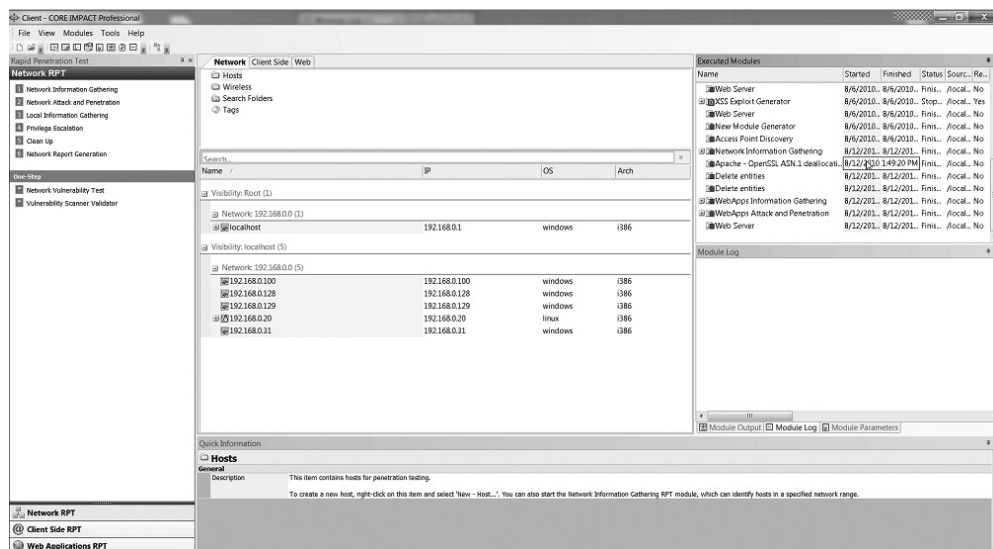 Client - CORE IMPACT Professional
File View Modules Tools Help
Rapid Penetration Test
Network RPT
1 Network Information Gathering
2 Network Attack and Penetration
3 Local Information Gathering
4 Privilege Escalation
5 Clean Up
6 Network Report Generation
One-Step
Network Vulnerability Test
Vulnerability Scanner Validator
Network RPT
@ Client Side RPT
Web Applications RPT
Network Client Side Web
Hosts
Wireless
Search Folders
Tags
Search...
Name / IP OS Arch
Visibility: Root (1)
Network: 192.168.0.0 (1)
localhost 192.168.0.1 windows i386
Visibility: localhost (5)
Network: 192.168.0.0 (5)
192.168.0.100 192.168.0.100 windows i386
192.168.0.128 192.168.0.128 windows i386
192.168.0.129 192.168.0.129 windows i386
192.168.0.20 192.168.0.20 linux i386
192.168.0.31 192.168.0.31 windows i386
Executed Modules
Name Started Finished Status Sourc... Re...
Web Server 8/6/2010... 8/6/2010... Finis... /local... No
XSS Exploit Generator 8/6/2010... 8/6/2010... Stop... /local... Yes
Web Server 8/6/2010... 8/6/2010... Finis... /local... No
New Module Generator 8/6/2010... 8/6/2010... Finis... /local... No
Access Point Discovery 8/6/2010... 8/6/2010... Finis... /local... No
Network Information Gathering 8/12/201... 8/12/201... Finis... /local... No
Apache - OpenSSL ASN.1 deallocati... 8/12/2010 1:49:20 PM Finis... /local... No
Delete entities 8/12/201... 8/12/201... Finis... /local... No
Delete entities 8/12/201... 8/12/201... Finis... /local... No
WebApps Information Gathering 8/12/201... 8/12/201... Finis... /local... No
WebApps Attack and Penetration 8/12/201... 8/12/201... Finis... /local... No
Web Server 8/12/201... 8/12/201... Finis... /local... No
Module Log
Module Output Module Log Module Parameters
Quick Information
Hosts
General
Description This item contains hosts for penetration testing.
To create a new host, right-click on this item and select 'New - Host...'. You can also start the Network Information Gathering RPT module, which can identify hosts in a specified network range.